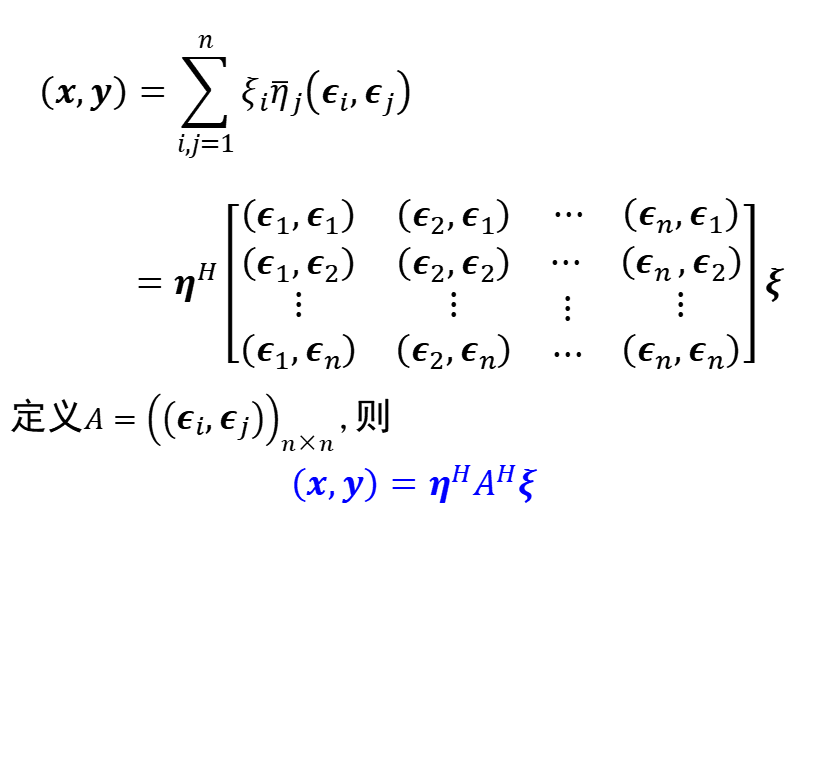 (𝒙, 𝒚) = ∑_{i,j=1}^{n} ξ_i η̄_j (ϵ_i, ϵ_j)
= η^H [ (ϵ_1, ϵ_1) (ϵ_2, ϵ_1) ⋯ (ϵ_n, ϵ_1)
(ϵ_1, ϵ_2) (ϵ_2, ϵ_2) ⋯ (ϵ_n, ϵ_2)
⋮ ⋮ ⋮ ⋮
(ϵ_1, ϵ_n) (ϵ_2, ϵ_n) ⋯ (ϵ_n, ϵ_n) ] ξ
定义A = ((ϵ_i, ϵ_j))_{n×n}, 则
(𝒙, 𝒚) = η^H A^H ξ